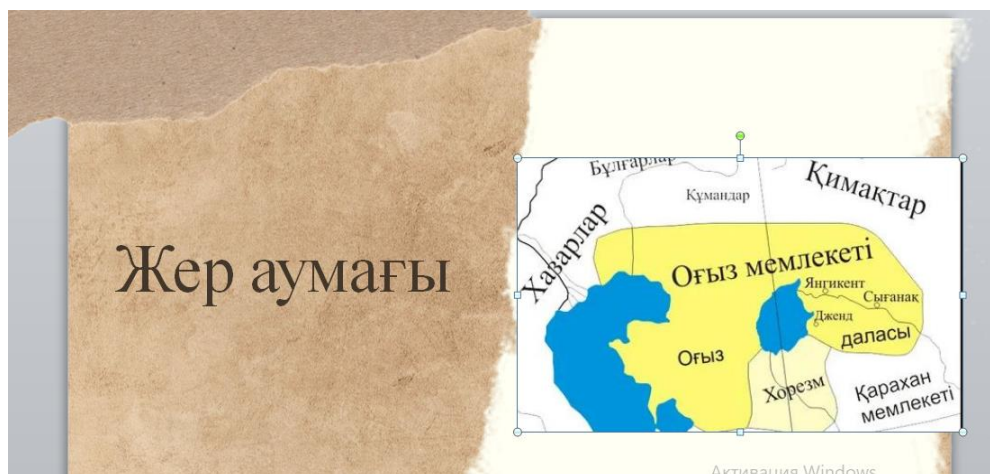 Жер аумағы
Бұлғарлар
Қимақтар
Құмандар
Хазарлар
Оғыз мемлекеті
Янгикент
Сығанақ
Дженд
даласы
Оғыз
Хорезм
Қарахан
мемлекеті
Активация Windows